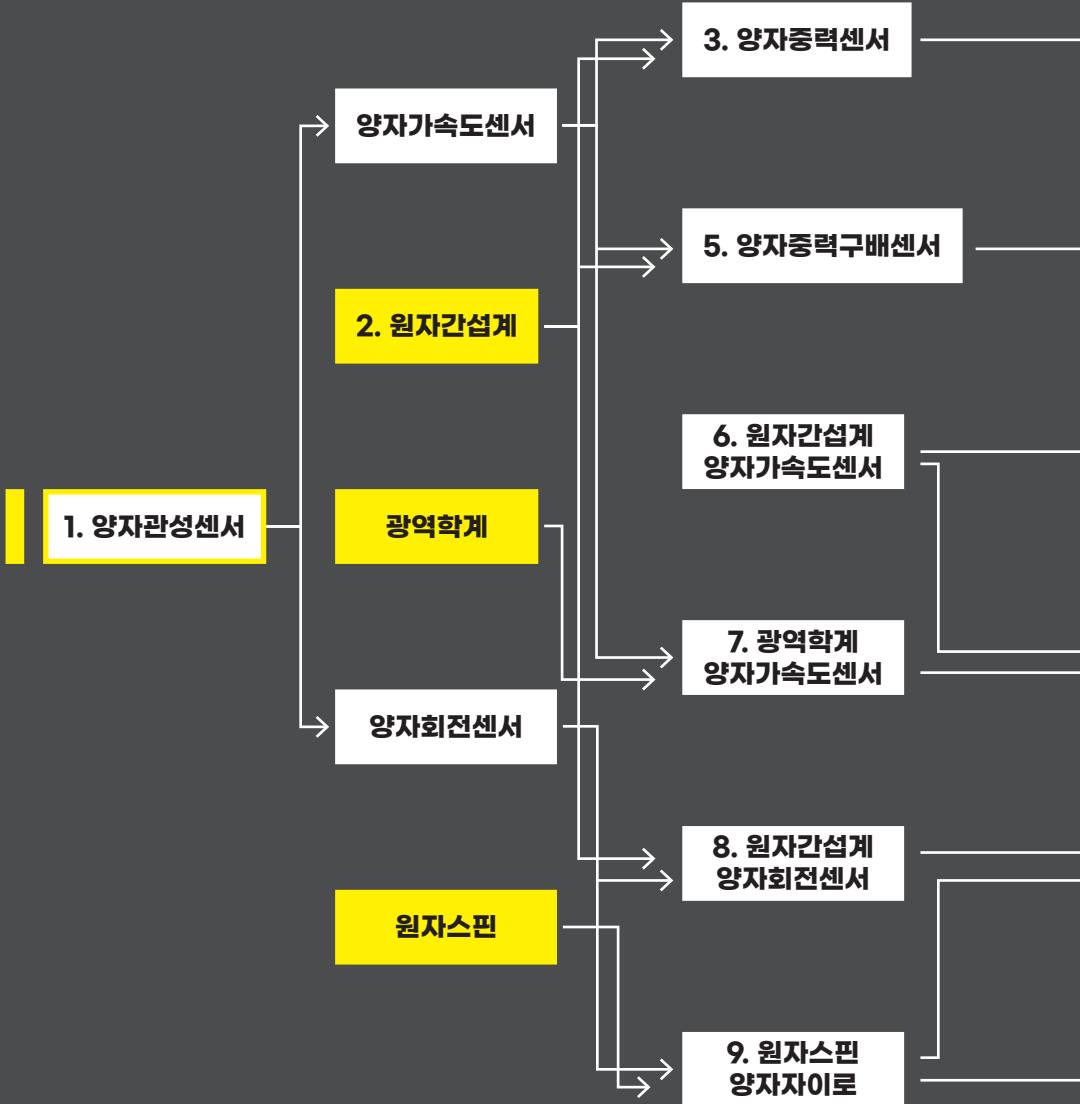 1. 양자관성센서
양자가속도센서
2. 원자간섭계
광역학계
양자회전센서
원자스핀
3. 양자중력센서
5. 양자중력구배센서
6. 원자간섭계
양자가속도센서
7. 광역학계
양자가속도센서
8. 원자간섭계
양자회전센서
9. 원자스핀
양자자이로